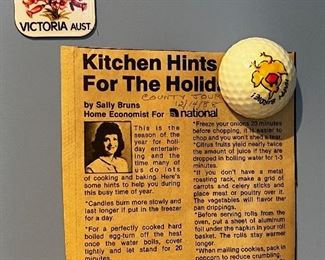 VICTORIA AUST.
Kitchen Hints
For The Holid
COUNTY JOUR
12/14/88
by Sally Bruns
Home Economist For national
This is the
season of the
year for holi-
day entertain-
ing and the
time many of
us do lots
of cooking and baking. Here's
some hints to help you during
this busy time of year.
*Candles burn more slowly and
last longer if put in the freezer
for a day.
*For a perfectly cooked hard
boiled egg-turn off the heat
once the water boils, cover
tightly and let stand for 20
minutes.
*Freeze your onions 20 minutes
before chopping, it is easier to
chop and you won't shed a tear.
*Citrus fruits yield nearly twice
the amount of juice if they are
dropped in boiling water for 1-3
minutes.
*If you don't have a metal
roasting rack, make a grid of
carrots and celery sticks and
place meat or poultry over it.
The vegetables will flavor the
pan drippings.
*Before serving rolls from the
oven, put a sheet of aluminum
foil under the napkin in your roll
basket. The rolls stay warmer
longer.
*When mailing cookies, pack in
popcorn to reduce crumbling.